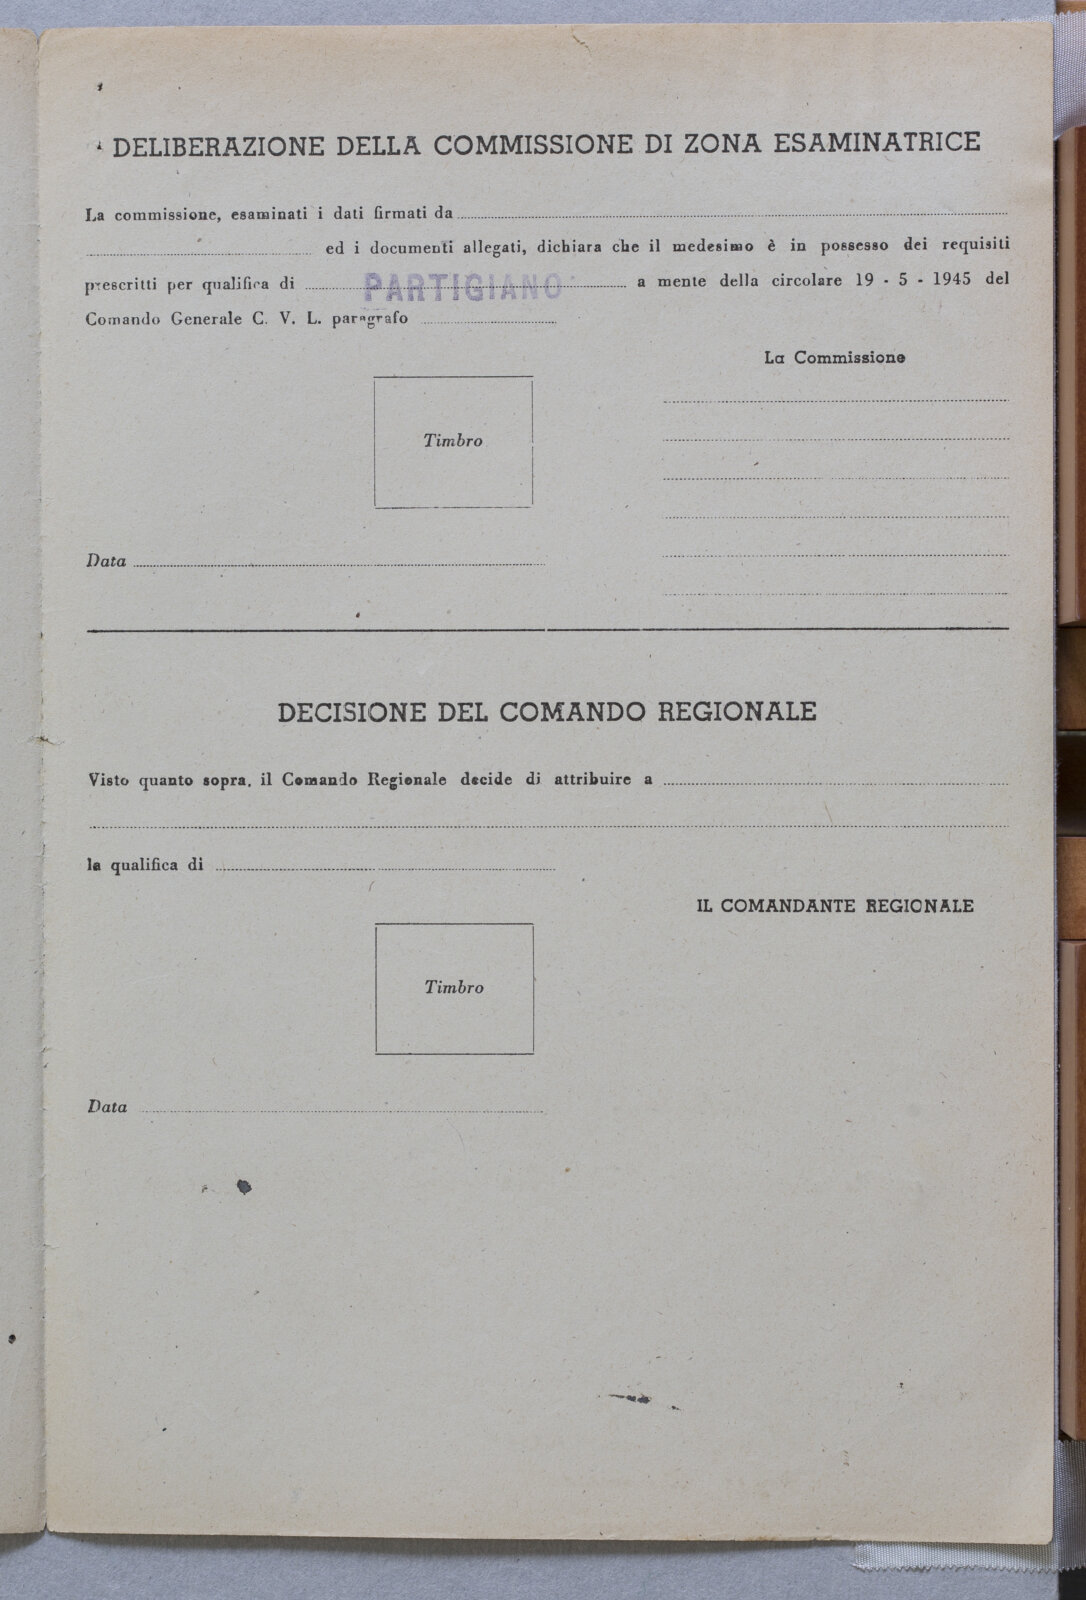 DELIBERAZIONE DELLA COMMISSIONE DI ZONA ESAMINATRICE
La commissione, esaminati i dati firmati da
ed i documenti allegati, dichiara che il medesimo è in possesso dei requisiti
prescritti per qualifica di PARTIGIANO a mente della circolare 19 - 5 - 1945 del
Comando Generale C. V. L. paragrafo
La Commissione
Timbro
Data
DECISIONE DEL COMANDO REGIONALE
Visto quanto sopra, il Comando Regionale decide di attribuire a
la qualifica di
IL COMANDANTE REGIONALE
Timbro
Data